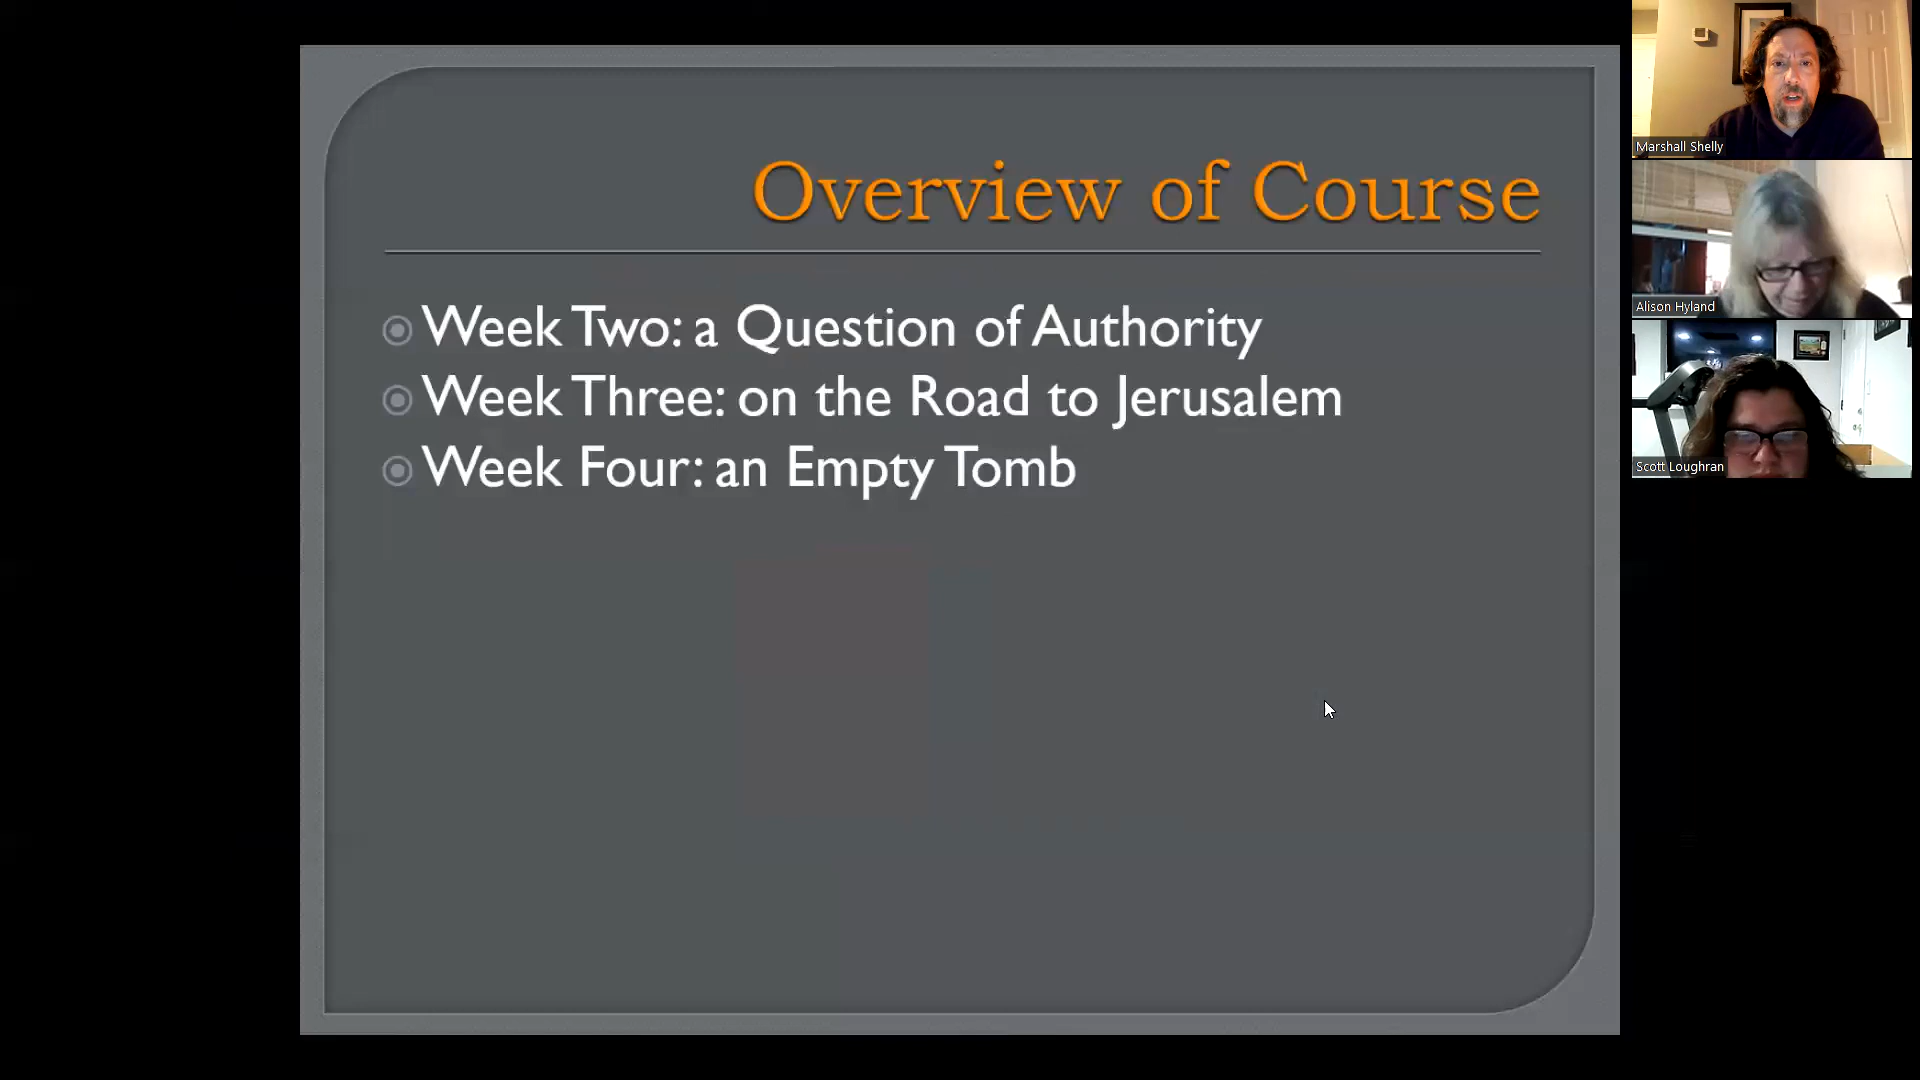 Overview of Course
Week Two: a Question of Authority
Week Three: on the Road to Jerusalem
Week Four: an Empty Tomb
Marshall Shelly
Alison Hyland
Scott Loughran